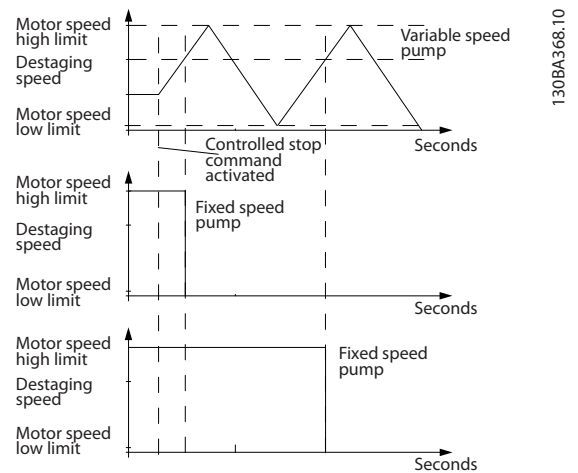 Motor speed
high limit
Destaging
speed
Motor speed
low limit
Variable speed
pump
130BA368.10
Seconds
Controlled stop
command
activated
Motor speed
high limit
Destaging
speed
Motor speed
low limit
Fixed speed
pump
Seconds
Motor speed
high limit
Destaging
speed
Motor speed
low limit
Fixed speed
pump
Seconds